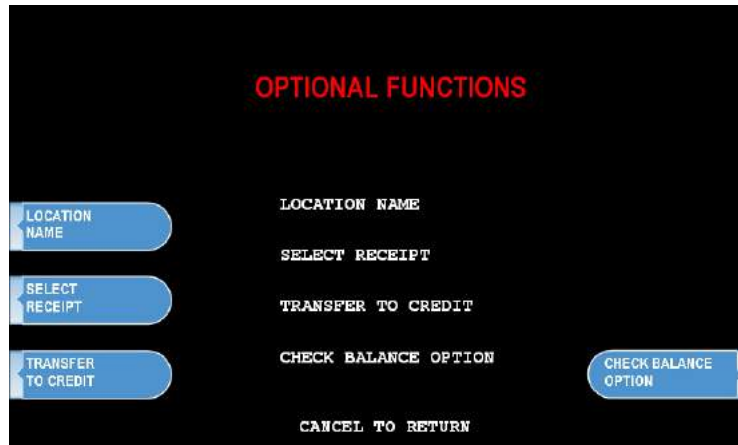 OPTIONAL FUNCTIONS
LOCATION
NAME
LOCATION NAME
SELECT RECEIPT
SELECT
RECEIPT
TRANSFER TO CREDIT
TRANSFER
TO CREDIT
CHECK BALANCE OPTION
CHECK BALANCE
OPTION
CANCEL TO RETURN